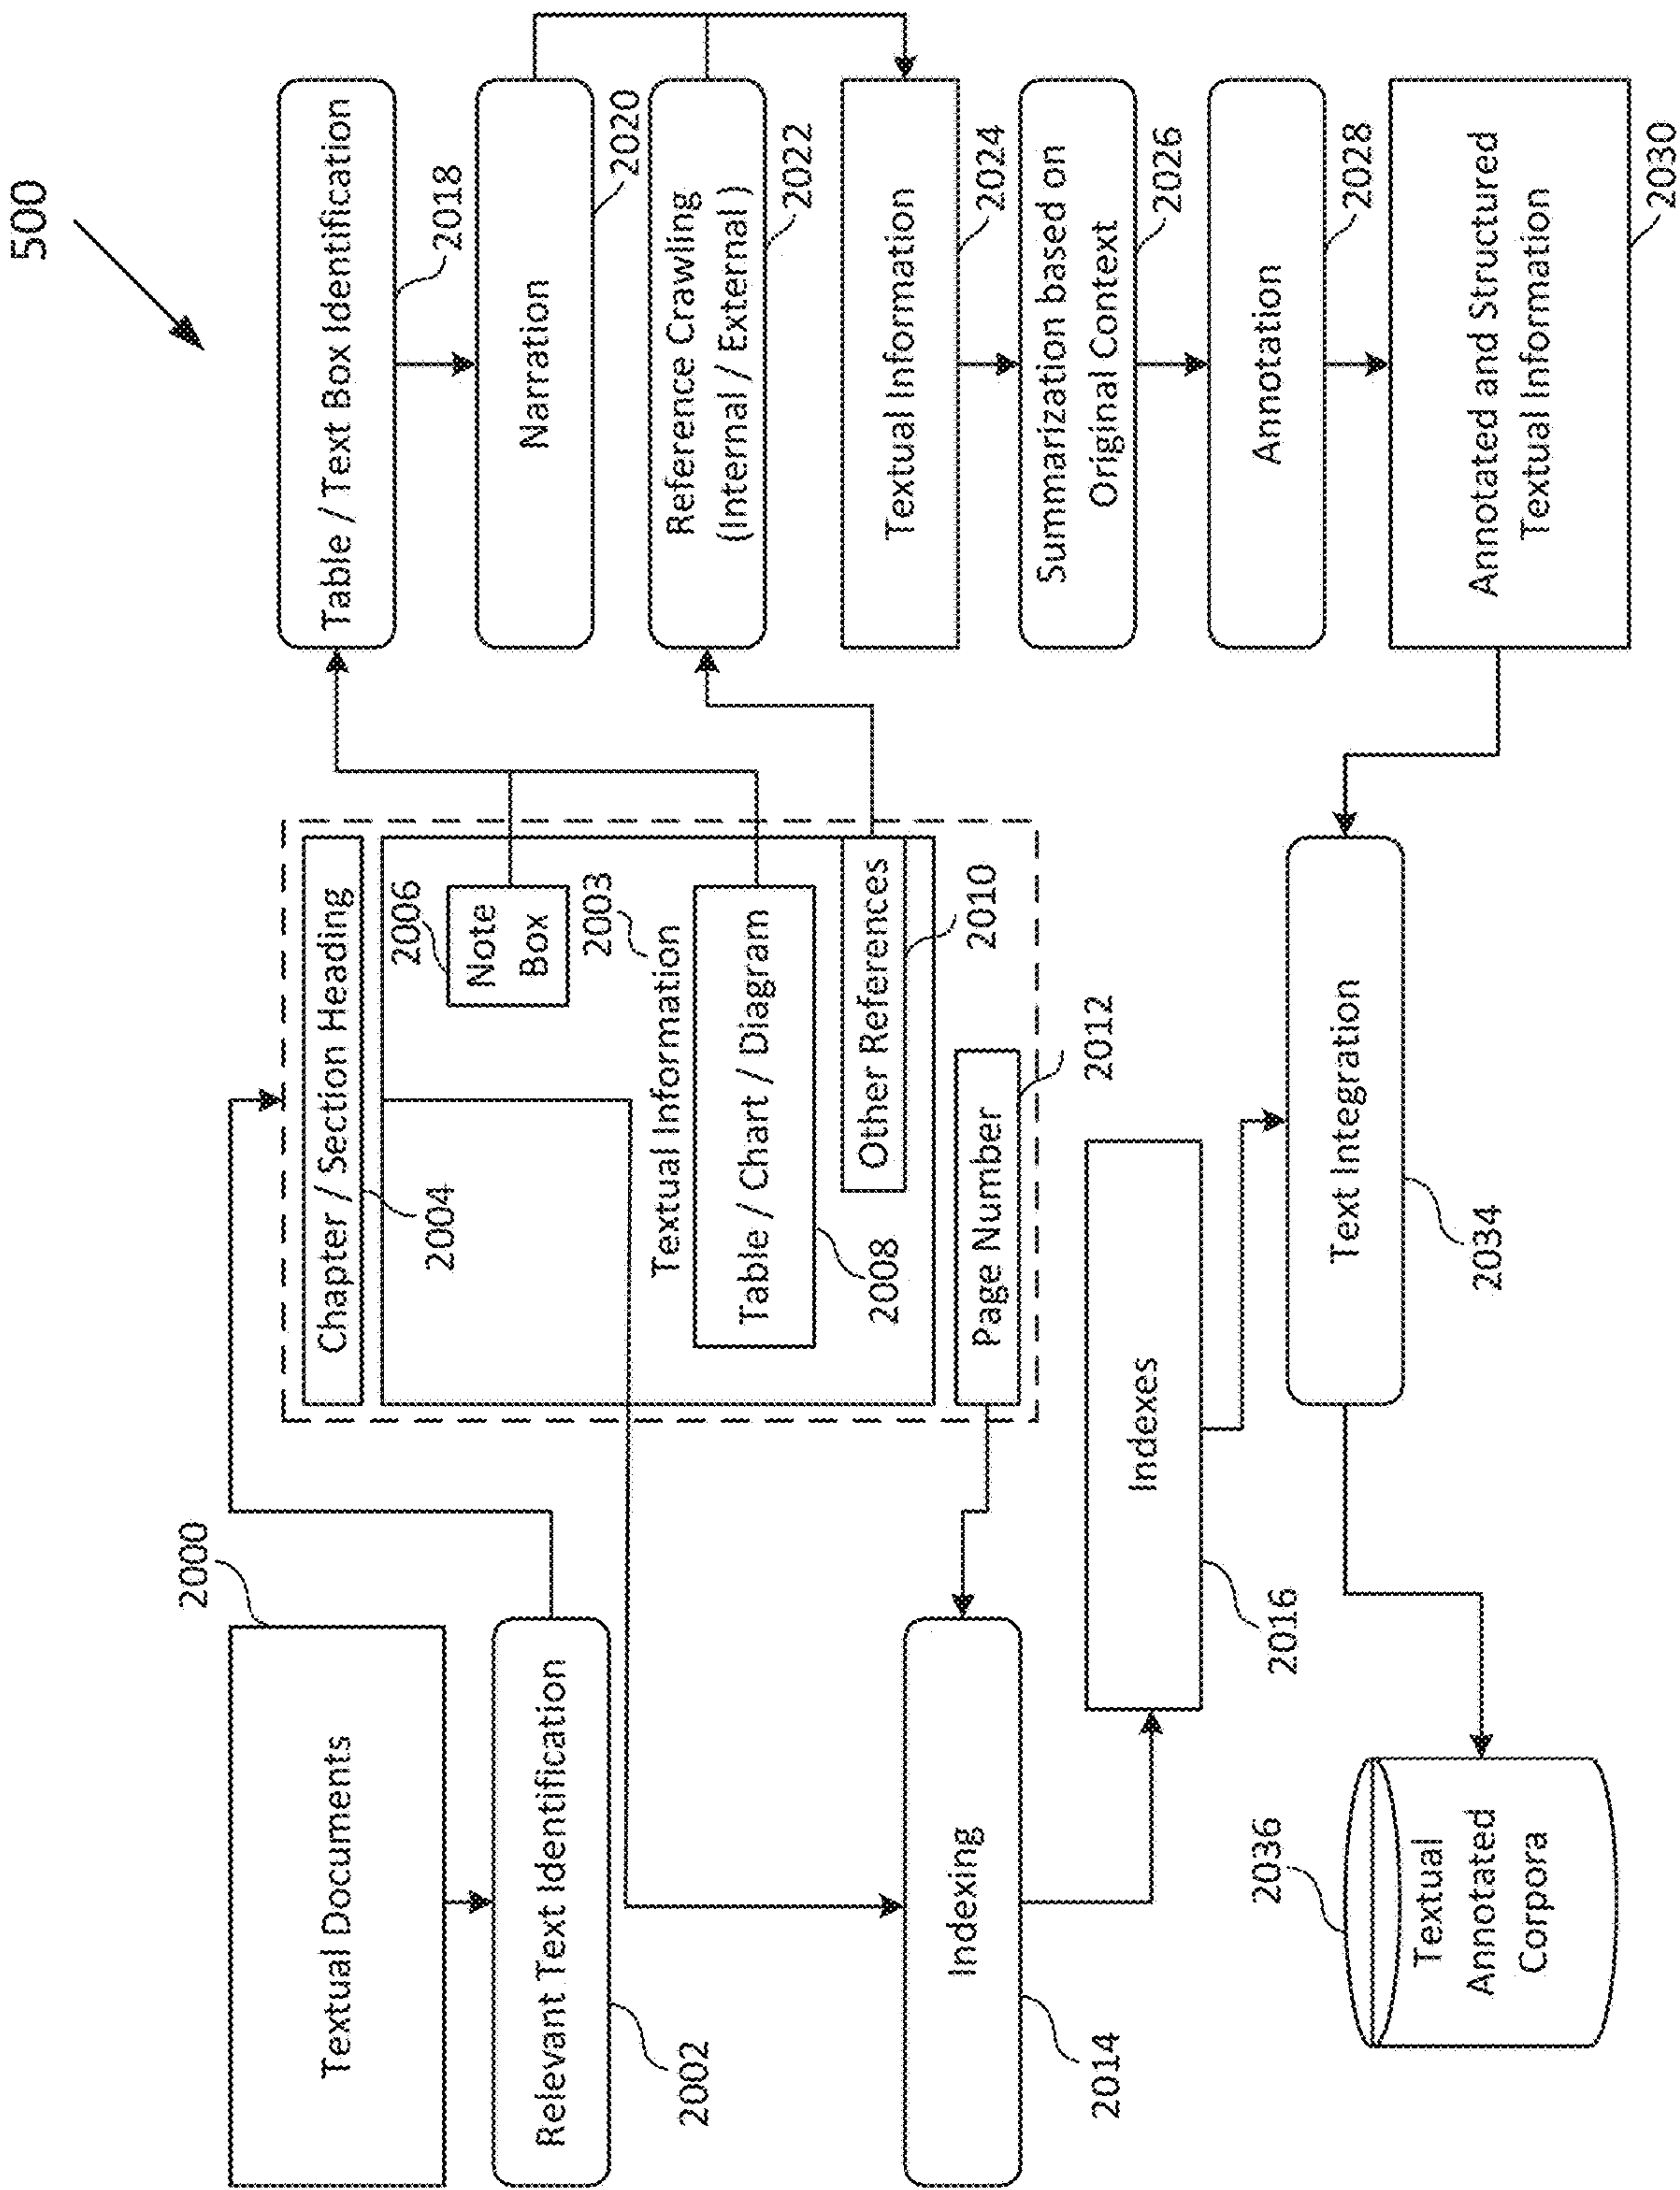 500
Textual Documents
2000
Relevant Text Identification
2002
Chapter / Section Heading
2004
Note
Box
2006
Textual Information
2003
Table / Chart / Diagram
2008
Other References
2010
Page Number
2012
Indexing
2014
Indexes
2016
Table / Text Box Identification
2018
Narration
2020
Reference Crawling
(Internal / External )
2022
Textual Information
2024
Summarization based on
Original Context
2026
Annotation
2028
Annotated and Structured
Textual Information
2030
Text Integration
2034
Textual
Annotated
Corpora
2036